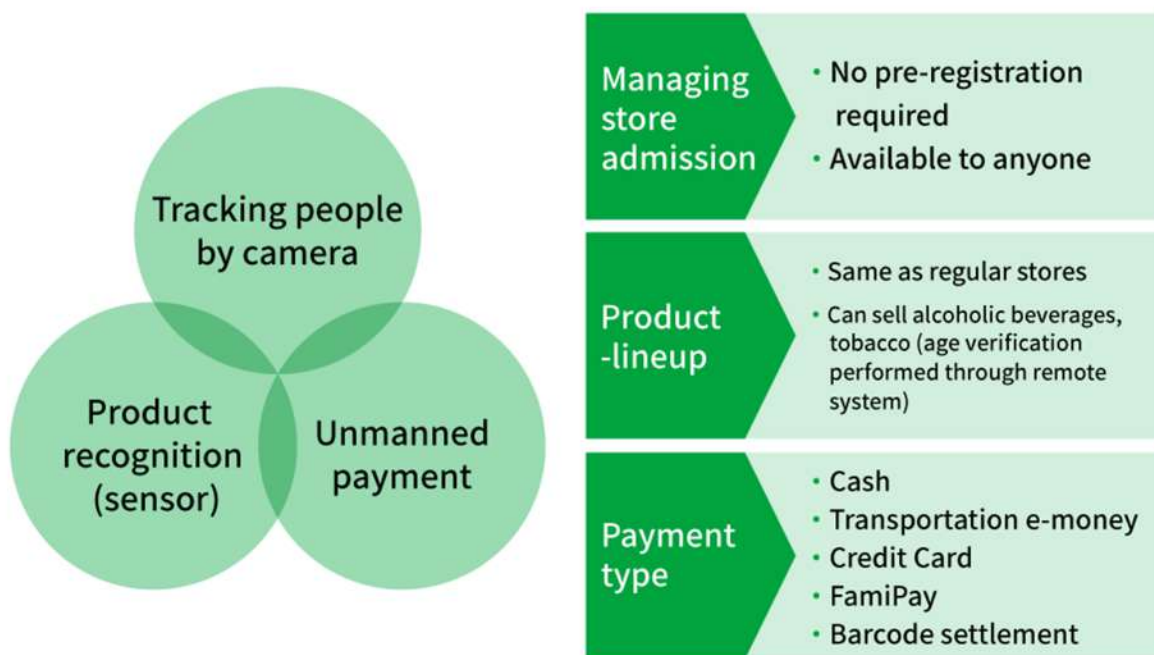 Tracking people
by camera
Product
recognition
(sensor)
Unmanned
payment
Managing
store
admission
・No pre-registration
required
・Available to anyone
Product
-lineup
・Same as regular stores
・Can sell alcoholic beverages,
tobacco (age verification
performed through remote
system)
Payment
type
・Cash
・Transportation e-money
・Credit Card
・FamiPay
・Barcode settlement